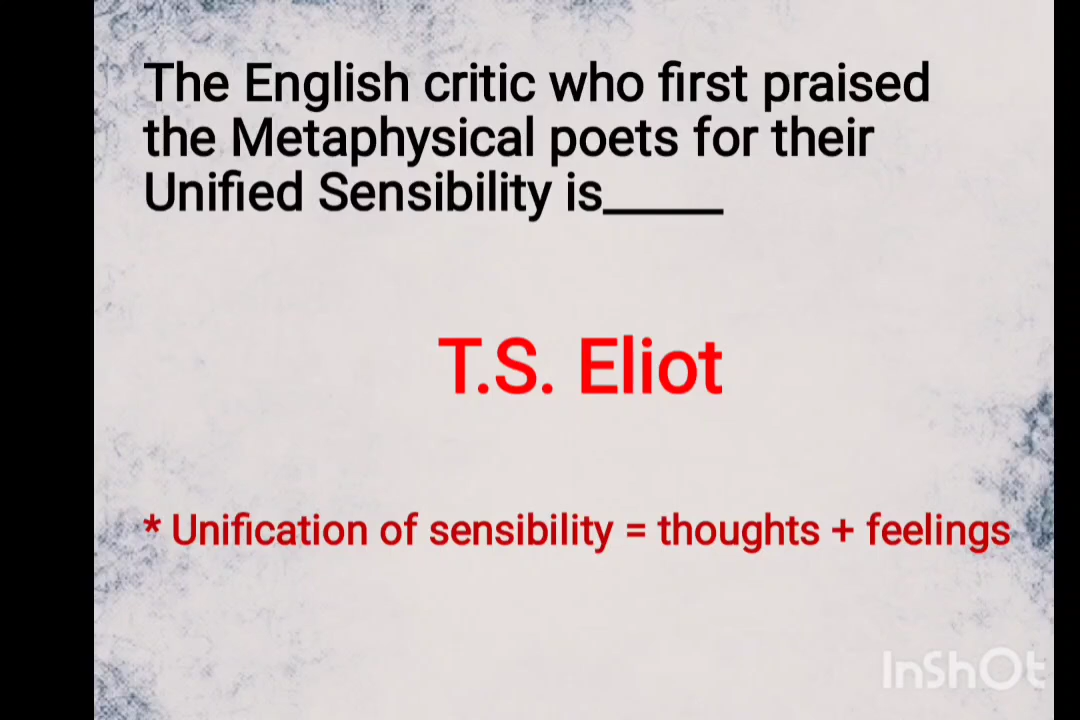 The English critic who first praised
the Metaphysical poets for their
Unified Sensibility is_____
T.S. Eliot
* Unification of sensibility = thoughts + feelings
InShOt